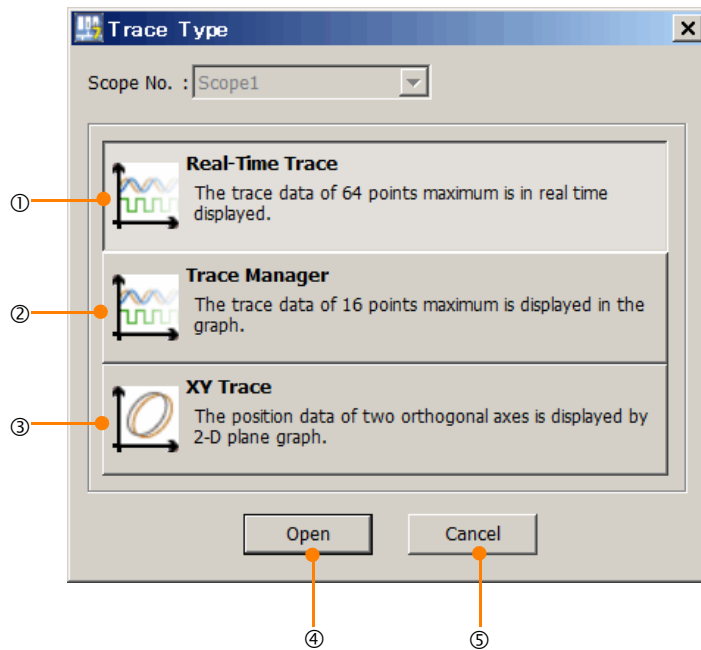 Trace Type
Scope No. : Scope1
Real-Time Trace
① The trace data of 64 points maximum is in real time
displayed.
Trace Manager
② The trace data of 16 points maximum is displayed in the
graph.
XY Trace
③ The position data of two orthogonal axes is displayed by
2-D plane graph.
Open Cancel
④ ⑤